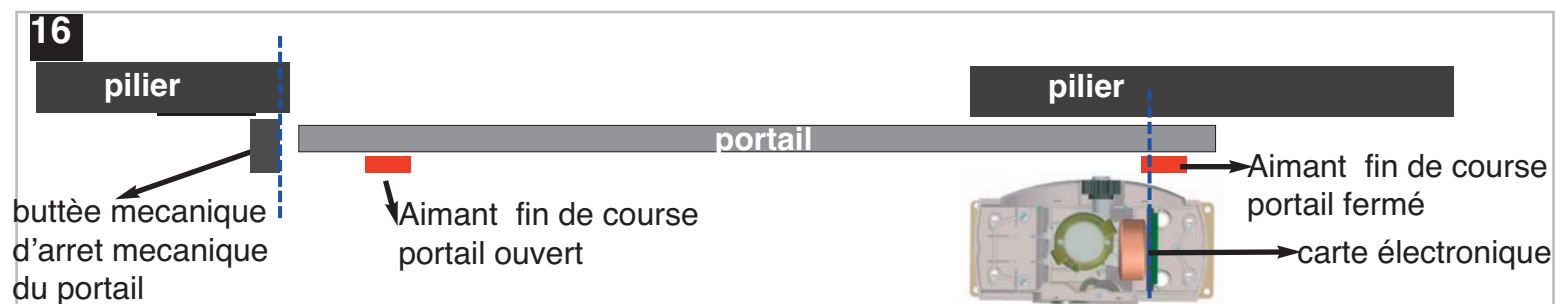 16
pilier
pilier
portail
buttèe mecanique
d'arret mecanique
du portail
Aimant fin de course
portail ouvert
Aimant fin de course
portail fermé
carte électronique